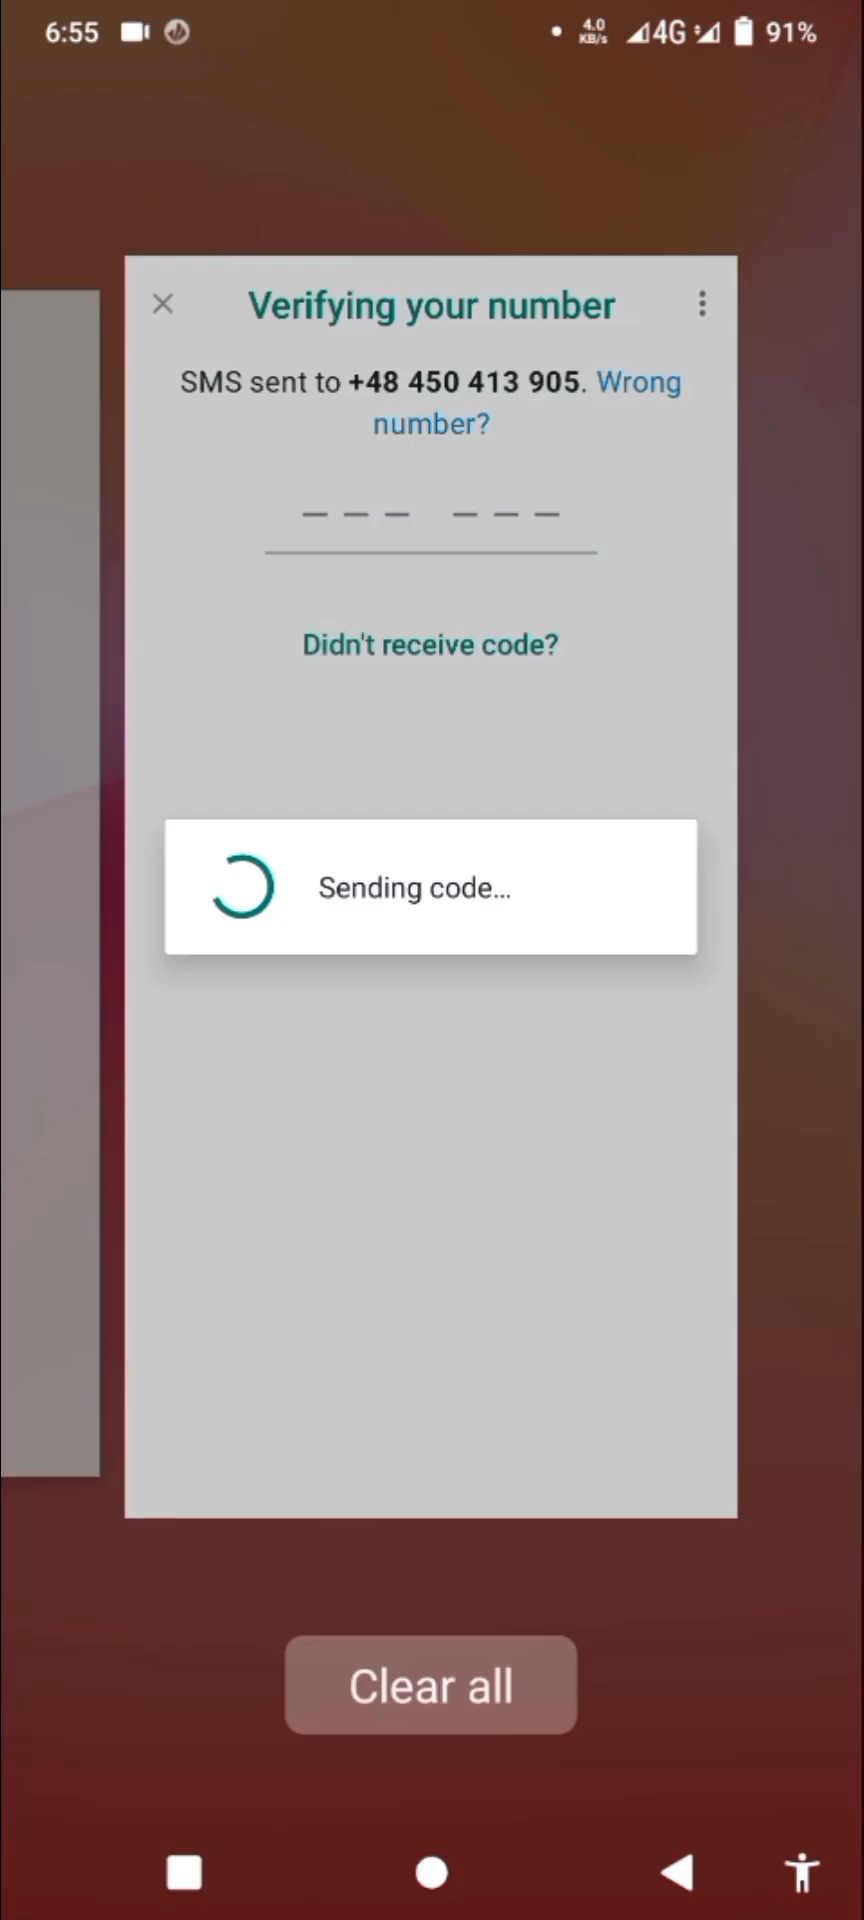 6:55 4.0 KB/s 4G 91%
Verifying your number
SMS sent to +48 450 413 905. Wrong
number?
Didn't receive code?
Sending code...
Clear all